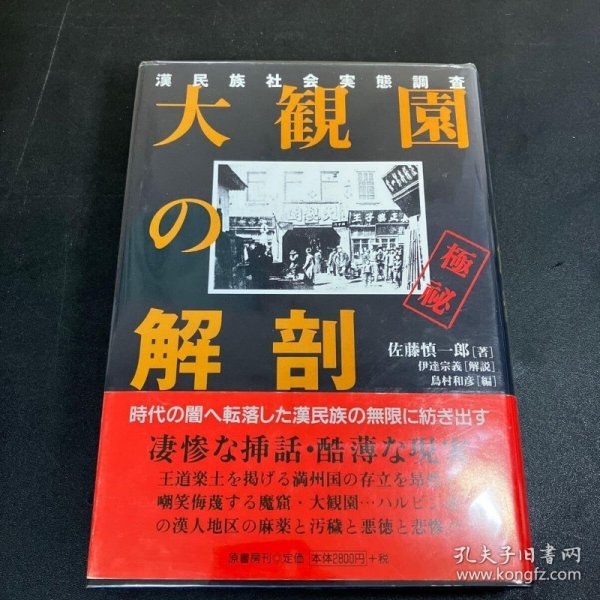 漢民族社会実態調査
大観園
の
解剖
極秘
佐藤慎一郎[著]
伊達宗義[解説]
島村和彦[編]
時代の闇へ転落した漢民族の無限に紡ぎ出す
凄惨な挿話・酷薄な現実
王道楽土を掲げる満州国の存立を昂然
嘲笑侮蔑する魔窟・大観園…ハルビン
の漢人地区の麻薬と汚穢と悪徳と悲惨
原書房刊◇定価 本体2800円+税
孔夫子旧書网
www.kongfz.com